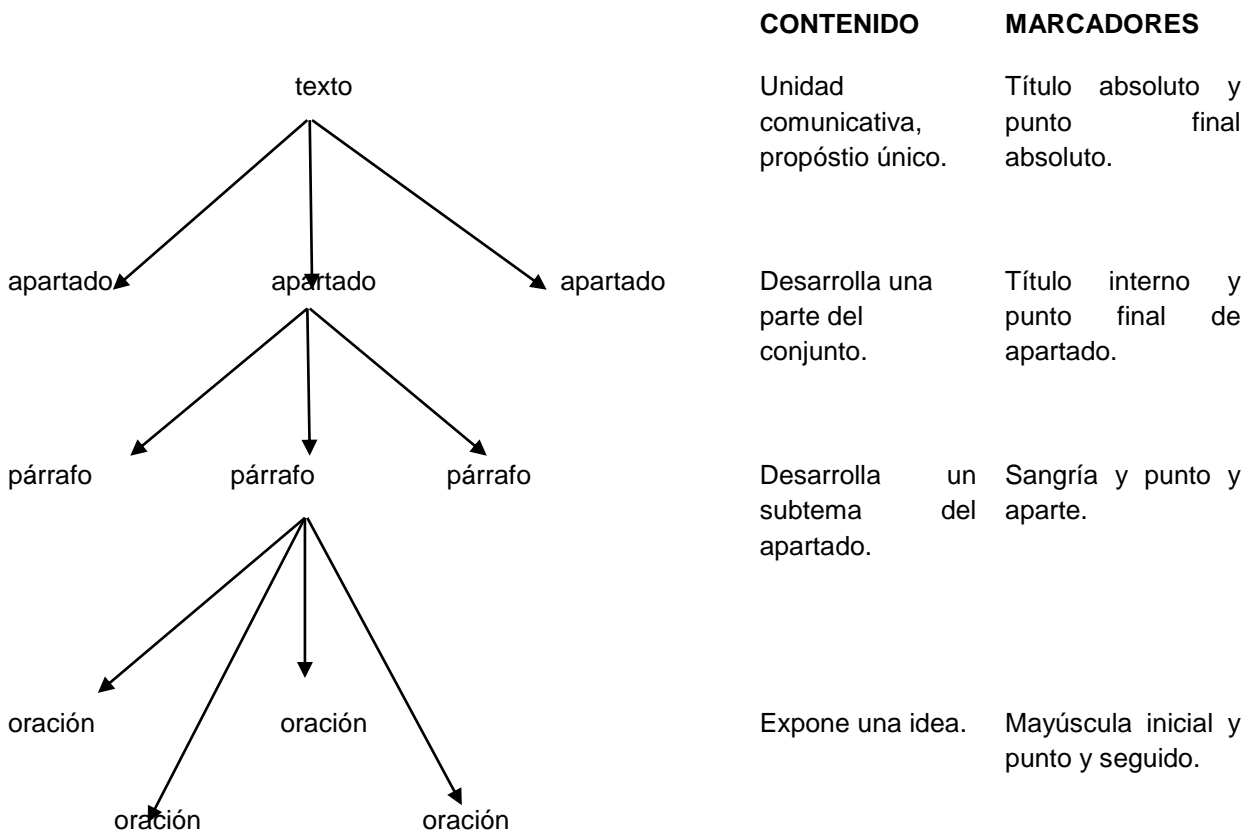 CONTENIDO MARCADORES
texto Unidad Título absoluto y
comunicativa, punto final
propóstio único. absoluto.
apartado apartado apartado Desarrolla una Título interno y
parte del punto final de
conjunto. apartado.
párrafo párrafo párrafo Desarrolla un Sangría y punto y
subtema del aparte.
apartado.
oración oración Expone una idea. Mayúscula inicial y
punto y seguido.
oración oración